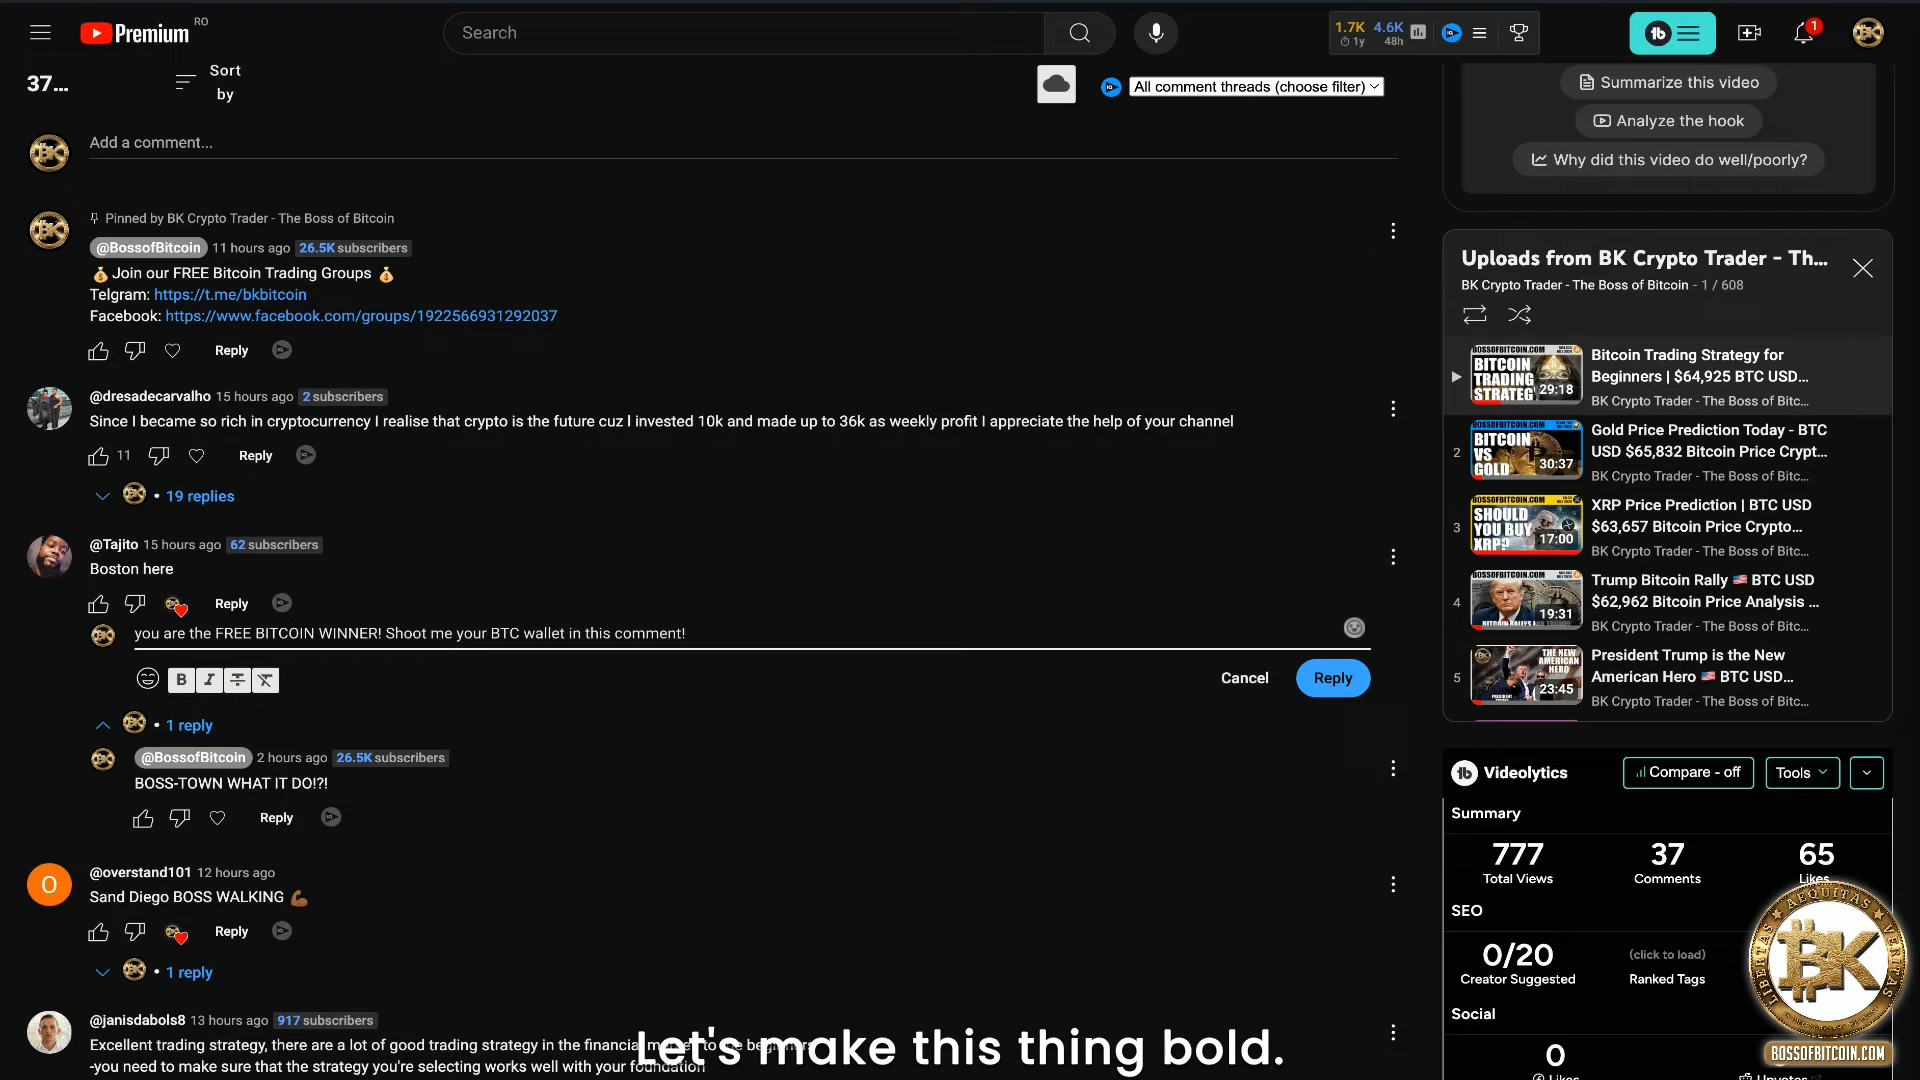 Premium RO
Search
1.7K 4.6K
1y 48h
1
37...
Sort
by
All comment threads (choose filter)
Add a comment...
Pinned by BK Crypto Trader - The Boss of Bitcoin
@BossofBitcoin 11 hours ago 26.5K subscribers
💰 Join our FREE Bitcoin Trading Groups 💰
Telgram: https://t.me/bkbitcoin
Facebook: https://www.facebook.com/groups/1922566931292037
Reply
@dresadecarvalho 15 hours ago 2 subscribers
Since I became so rich in cryptocurrency I realise that crypto is the future cuz I invested 10k and made up to 36k as weekly profit I appreciate the help of your channel
11 Reply
• 19 replies
@Tajito 15 hours ago 62 subscribers
Boston here
Reply
you are the FREE BITCOIN WINNER! Shoot me your BTC wallet in this comment!
B I T T Cancel Reply
• 1 reply
@BossofBitcoin 2 hours ago 26.5K subscribers
BOSS-TOWN WHAT IT DO!?!
Reply
O
@overstand101 12 hours ago
Sand Diego BOSS WALKING 💪🏾
Reply
• 1 reply
@janisdabols8 13 hours ago 917 subscribers
Excellent trading strategy, there are a lot of good trading strategy in the financial market to the beginners
-you need to make sure that the strategy you're selecting works well with your foundation
Let's make this thing bold.
Summarize this video
Analyze the hook
Why did this video do well/poorly?
Uploads from BK Crypto Trader - Th...
BK Crypto Trader - The Boss of Bitcoin - 1 / 608
BOSSOFBITCOIN.COM
BITCOIN
TRADING
STRATEG
29:18
Bitcoin Trading Strategy for
Beginners | $64,925 BTC USD...
BK Crypto Trader - The Boss of Bitc...
2
BOSSOFBITCOIN.COM
BITCOIN
VS
GOLD
30:37
Gold Price Prediction Today - BTC
USD $65,832 Bitcoin Price Crypt...
BK Crypto Trader - The Boss of Bitc...
3
BOSSOFBITCOIN.COM
SHOULD
YOU BUY
XRP?
17:00
XRP Price Prediction | BTC USD
$63,657 Bitcoin Price Crypto...
BK Crypto Trader - The Boss of Bitc...
4
BOSSOFBITCOIN.COM
19:31
Trump Bitcoin Rally 🇺🇸 BTC USD
$62,962 Bitcoin Price Analysis ...
BK Crypto Trader - The Boss of Bitc...
5
THE NEW
AMERICAN
HERO
23:45
President Trump is the New
American Hero 🇺🇸 BTC USD...
BK Crypto Trader - The Boss of Bitc...
Videolytics
Compare - off
Tools
Summary
777 37 65
Total Views Comments Likes
SEO
0/20 (click to load)
Creator Suggested Ranked Tags
Social
0
Likes Upvotes
AEQUITAS
LIBERTAS VERITAS
BK
BOSSOFBITCOIN.COM